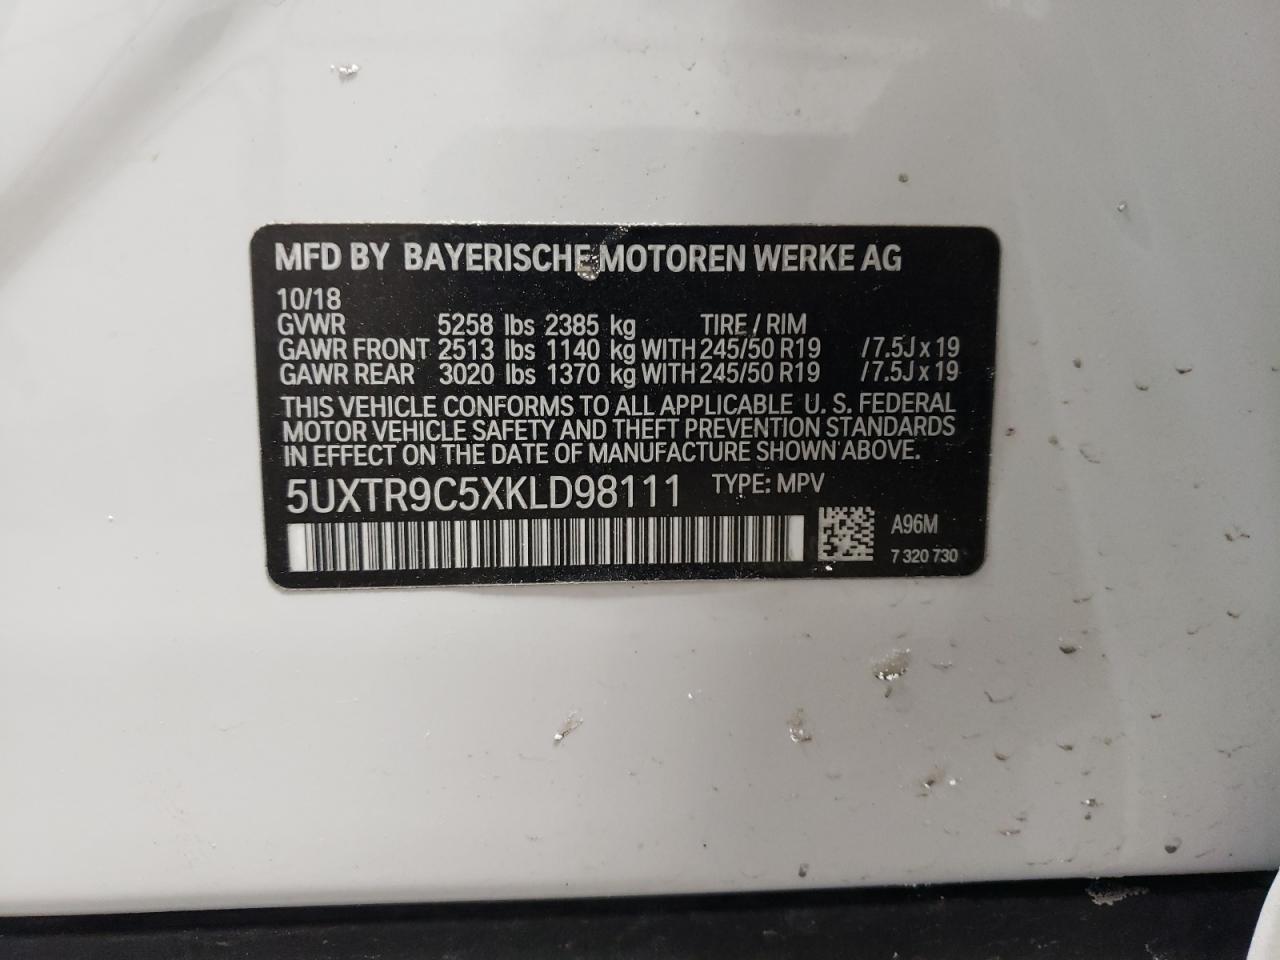 MFD BY BAYERISCHE MOTOREN WERKE AG
10/18
GVWR 5258 lbs 2385 kg TIRE / RIM
GAWR FRONT 2513 lbs 1140 kg WITH 245/50 R19 /7.5J x 19
GAWR REAR 3020 lbs 1370 kg WITH 245/50 R19 /7.5J x 19
THIS VEHICLE CONFORMS TO ALL APPLICABLE U. S. FEDERAL
MOTOR VEHICLE SAFETY AND THEFT PREVENTION STANDARDS
IN EFFECT ON THE DATE OF MANUFACTURE SHOWN ABOVE.
5UXTR9C5XKLD98111 TYPE: MPV
A96M
7 320 730